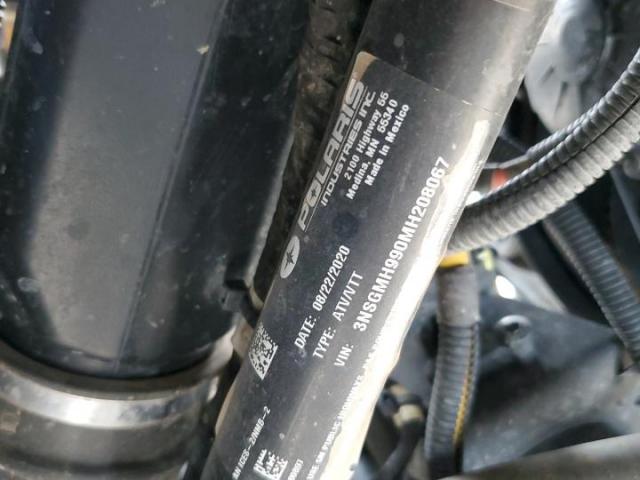 POLARIS
INDUSTRIES INC.
2100 Highway 55
Medina, MN 55340
Made in Mexico
DATE: 08/22/2020
TYPE: ATV/VTT
VIN: 3NSGMH990MH208067